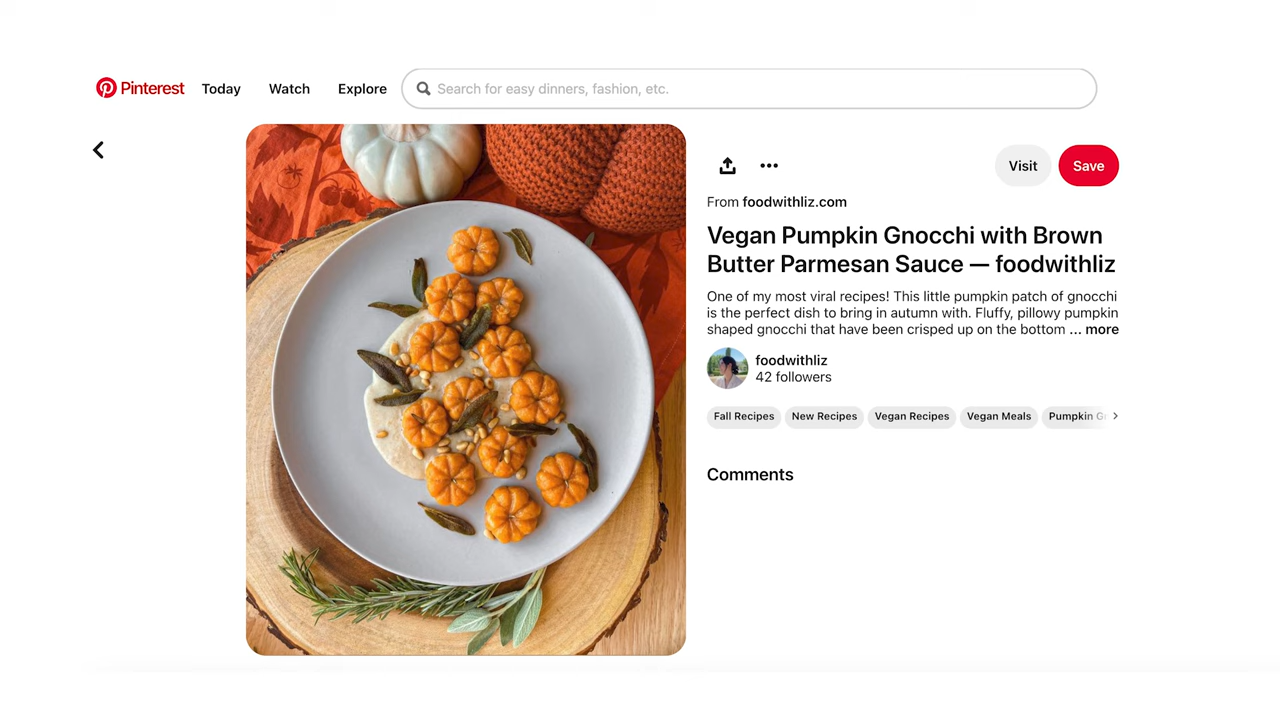 Pinterest Today Watch Explore Search for easy dinners, fashion, etc.
Visit Save
From foodwithliz.com
Vegan Pumpkin Gnocchi with Brown
Butter Parmesan Sauce — foodwithliz
One of my most viral recipes! This little pumpkin patch of gnocchi
is the perfect dish to bring in autumn with. Fluffy, pillowy pumpkin
shaped gnocchi that have been crisped up on the bottom ... more
foodwithliz
42 followers
Fall Recipes New Recipes Vegan Recipes Vegan Meals Pumpkin
Comments